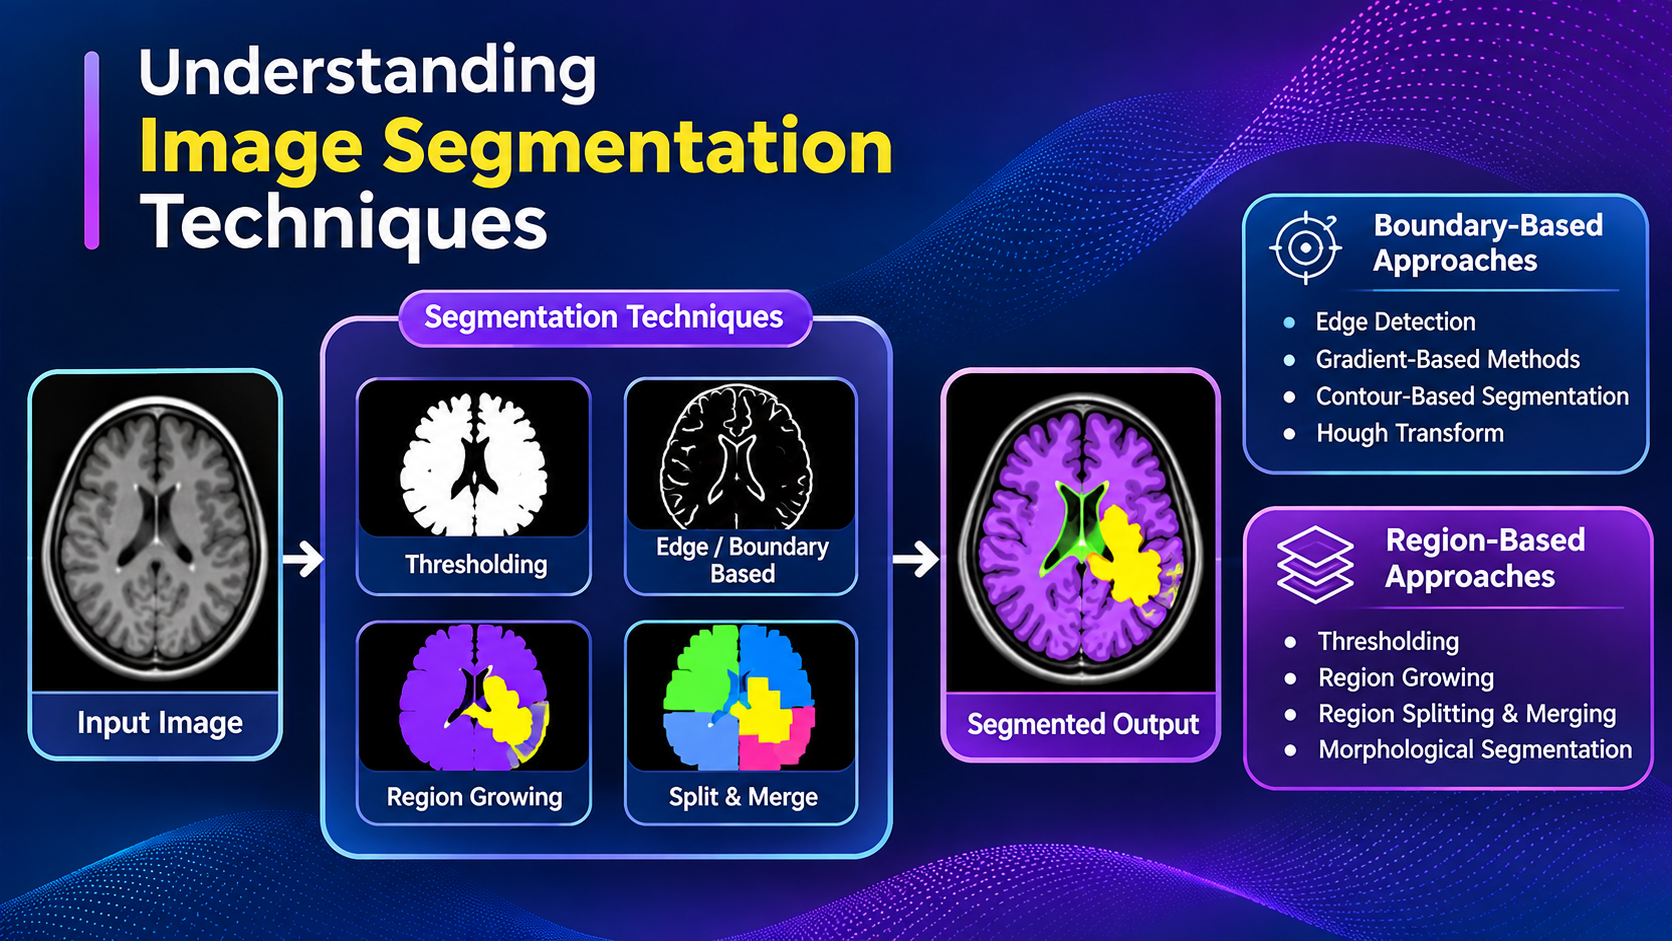 Understanding
Image Segmentation
Techniques
Segmentation Techniques
Input Image
Thresholding
Edge / Boundary
Based
Region Growing
Split & Merge
Segmented Output
Boundary-Based
Approaches
Edge Detection
Gradient-Based Methods
Contour-Based Segmentation
Hough Transform
Region-Based
Approaches
Thresholding
Region Growing
Region Splitting & Merging
Morphological Segmentation